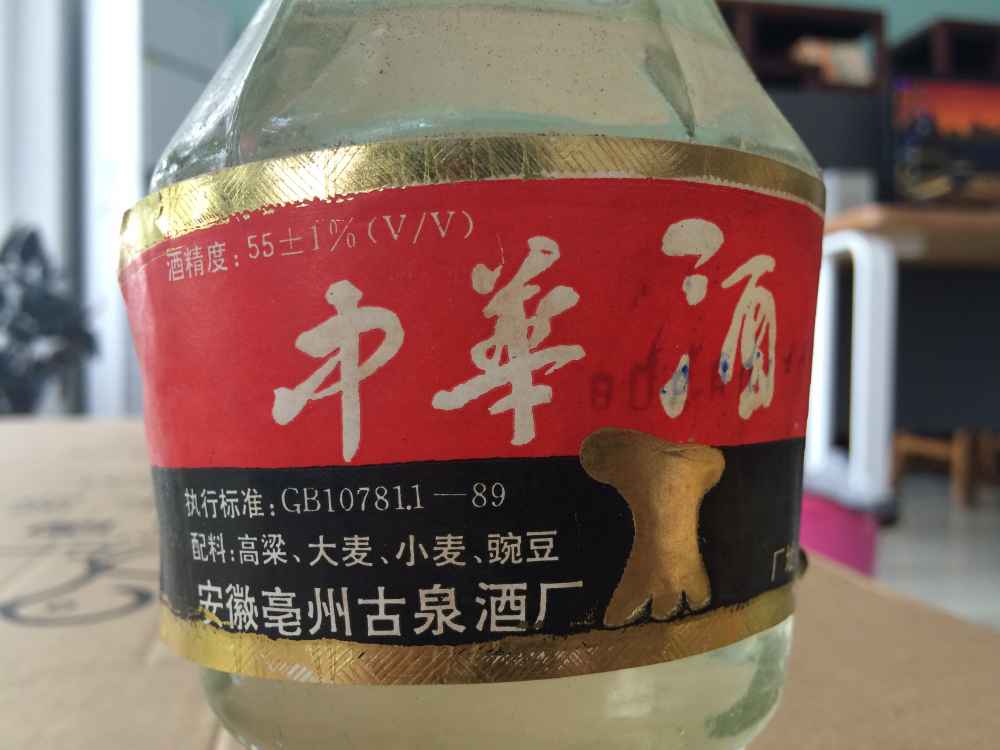 酒精度：55±1%(V/V)
中華酒
执行标准：GB10781.1—89
配料：高粱、大麦、小麦、豌豆
安徽亳州古泉酒厂
厂